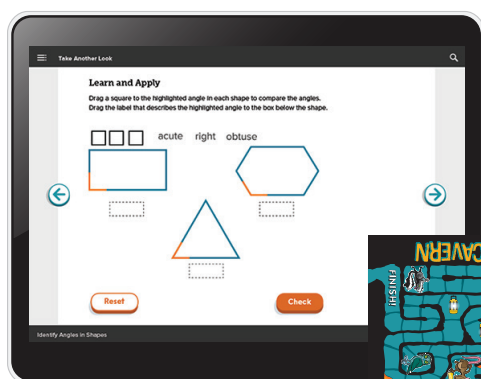 Take Another Look
Learn and Apply
Drag a square to the highlighted angle in each shape to compare the angles.
Drag the label that describes the highlighted angle to the box below the shape.
acute right obtuse
Reset
Check
Identify Angles in Shapes
CAVERN
FINISH!